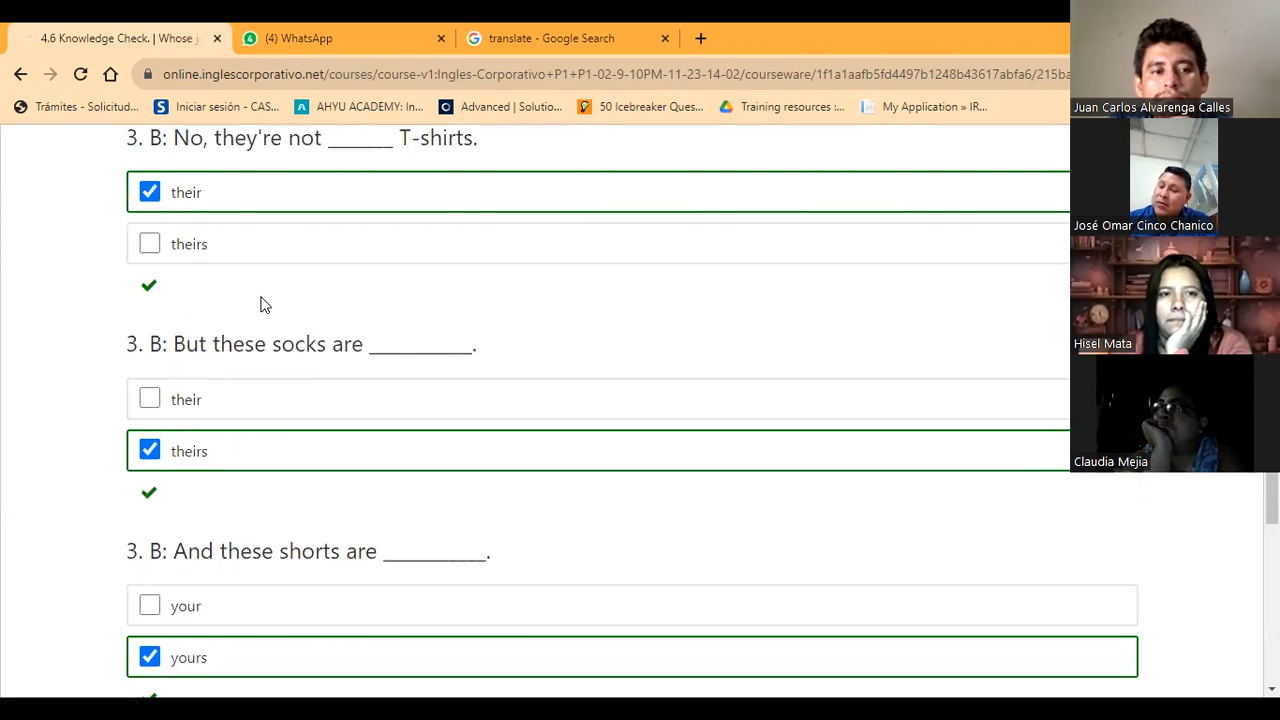 4.6 Knowledge Check. | Whose j
(4) WhatsApp
translate - Google Search
online.inglescorporativo.net/courses/course-v1:Ingles-Corporativo+P1+P1-02-9-10PM-11-23-14-02/courseware/1f1a1aafb5fd4497b1248b43617abfa6/215ba
Trámites - Solicitud...
Iniciar sesión - CAS...
AHYU ACADEMY: In...
Advanced | Solutio...
50 Icebreaker Ques...
Training resources :...
My Application » IR...
3. B: No, they're not ______ T-shirts.
their
theirs
3. B: But these socks are __________.
their
theirs
3. B: And these shorts are __________.
your
yours
Juan Carlos Alvarenga Calles
José Omar Cinco Chanico
Hisel Mata
Claudia Mejia